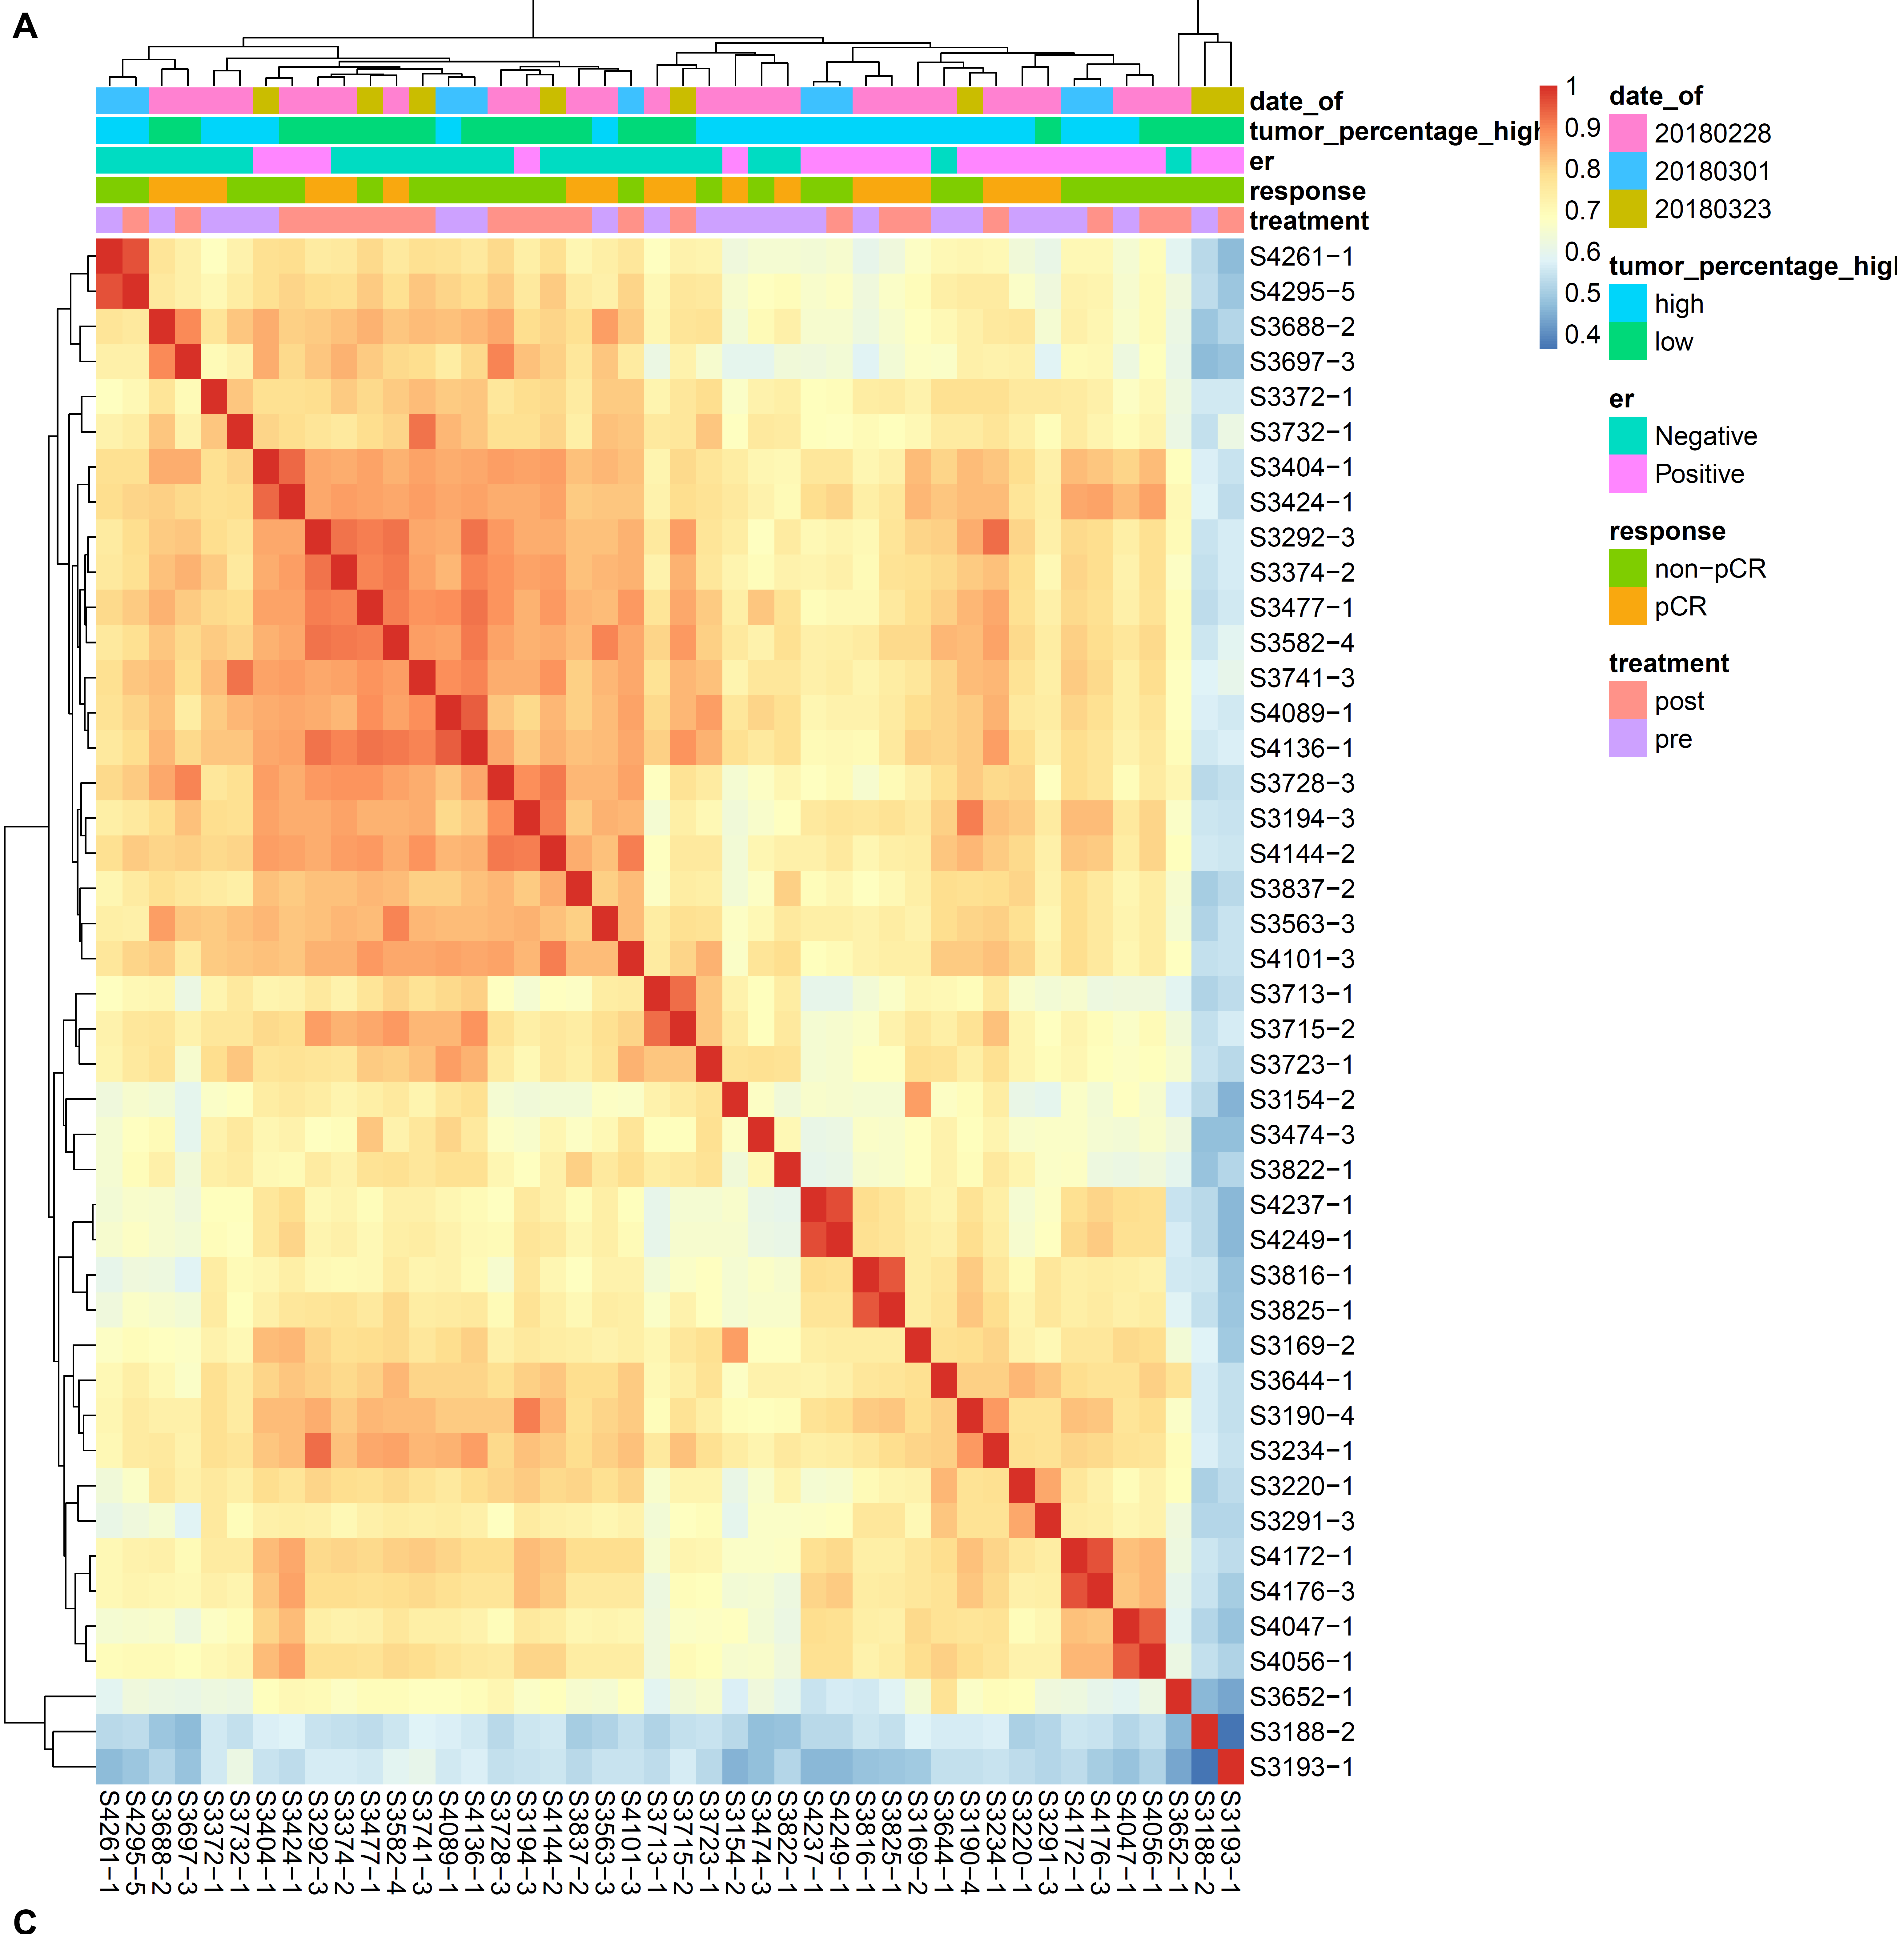 A
date_of
tumor_percentage_high
er
response
treatment
1
0.9
0.8
0.7
0.6
0.5
0.4
date_of
20180228
20180301
20180323
tumor_percentage_higl
high
low
er
Negative
Positive
response
non−pCR
pCR
treatment
post
pre
S4261−1
S4295−5
S3688−2
S3697−3
S3372−1
S3732−1
S3404−1
S3424−1
S3292−3
S3374−2
S3477−1
S3582−4
S3741−3
S4089−1
S4136−1
S3728−3
S3194−3
S4144−2
S3837−2
S3563−3
S4101−3
S3713−1
S3715−2
S3723−1
S3154−2
S3474−3
S3822−1
S4237−1
S4249−1
S3816−1
S3825−1
S3169−2
S3644−1
S3190−4
S3234−1
S3220−1
S3291−3
S4172−1
S4176−3
S4047−1
S4056−1
S3652−1
S3188−2
S3193−1
S4261−1
S4295−5
S3688−2
S3697−3
S3372−1
S3732−1
S3404−1
S3424−1
S3292−3
S3374−2
S3477−1
S3582−4
S3741−3
S4089−1
S4136−1
S3728−3
S3194−3
S4144−2
S3837−2
S3563−3
S4101−3
S3713−1
S3715−2
S3723−1
S3154−2
S3474−3
S3822−1
S4237−1
S4249−1
S3816−1
S3825−1
S3169−2
S3644−1
S3190−4
S3234−1
S3220−1
S3291−3
S4172−1
S4176−3
S4047−1
S4056−1
S3652−1
S3188−2
S3193−1
C